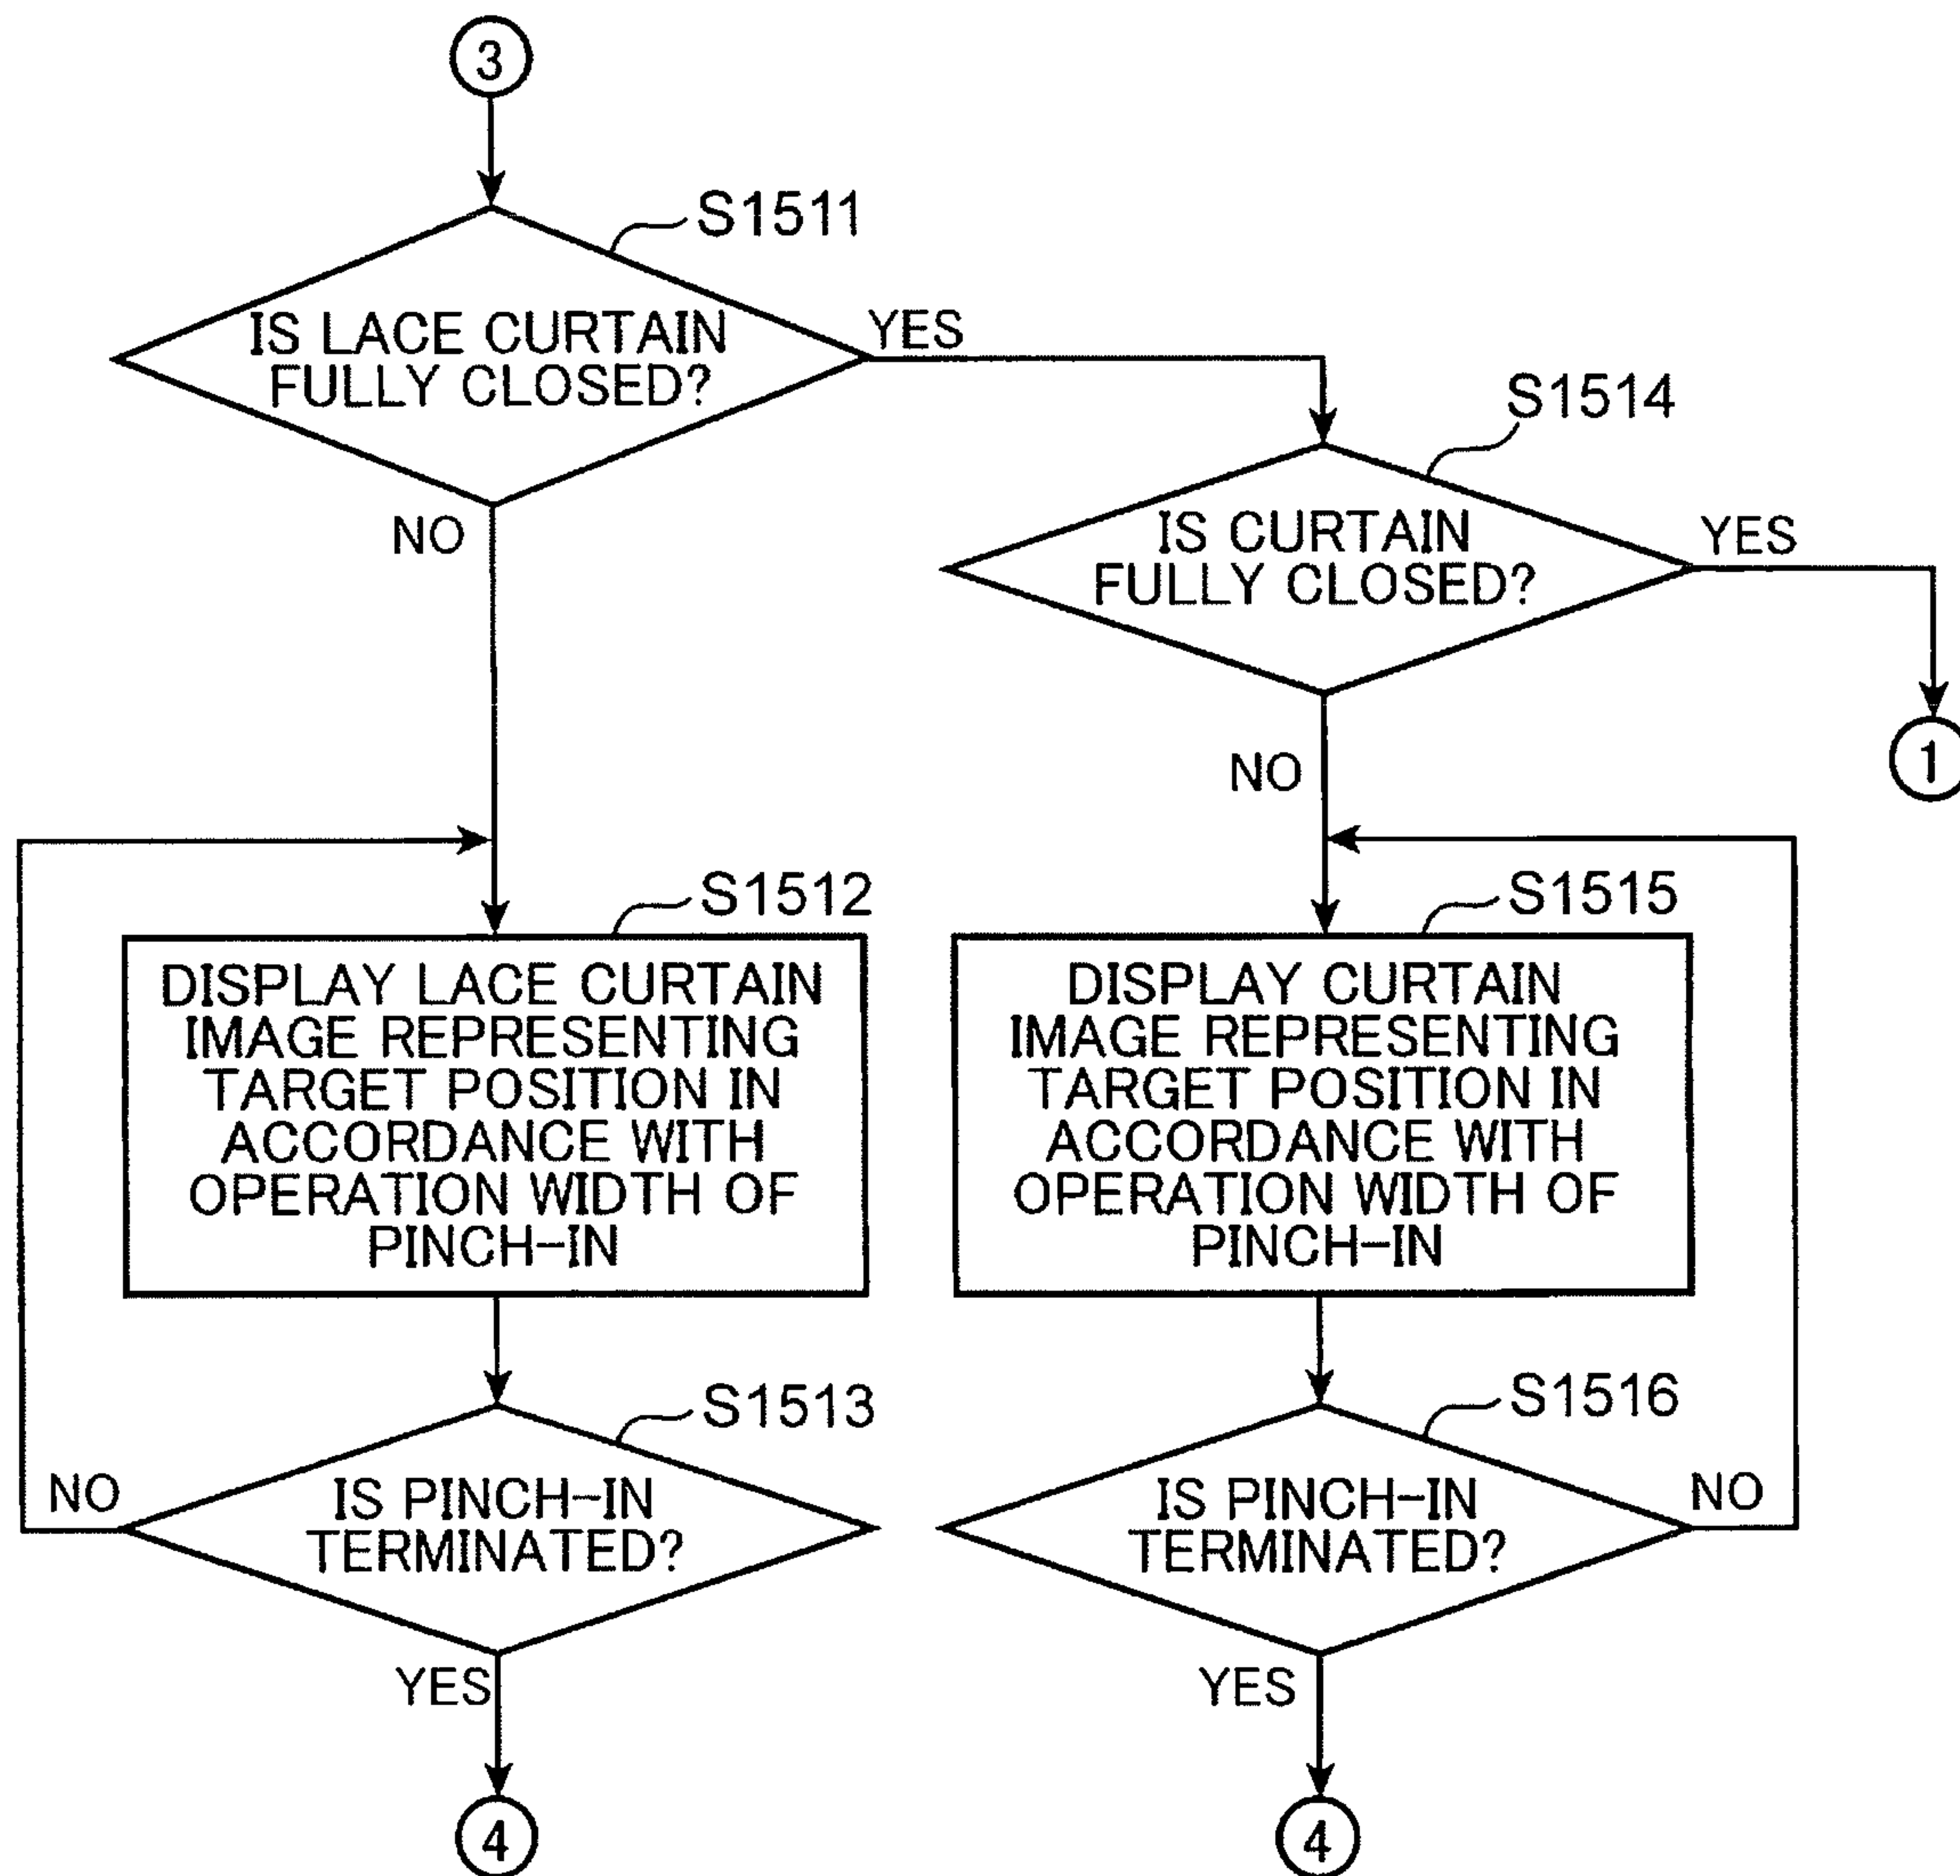 3
S1511
IS LACE CURTAIN
FULLY CLOSED?
YES
NO
S1514
IS CURTAIN
FULLY CLOSED?
YES
1
NO
S1512
DISPLAY LACE CURTAIN
IMAGE REPRESENTING
TARGET POSITION IN
ACCORDANCE WITH
OPERATION WIDTH OF
PINCH-IN
S1515
DISPLAY CURTAIN
IMAGE REPRESENTING
TARGET POSITION IN
ACCORDANCE WITH
OPERATION WIDTH OF
PINCH-IN
S1513
IS PINCH-IN
TERMINATED?
NO
YES
4
S1516
IS PINCH-IN
TERMINATED?
NO
YES
4